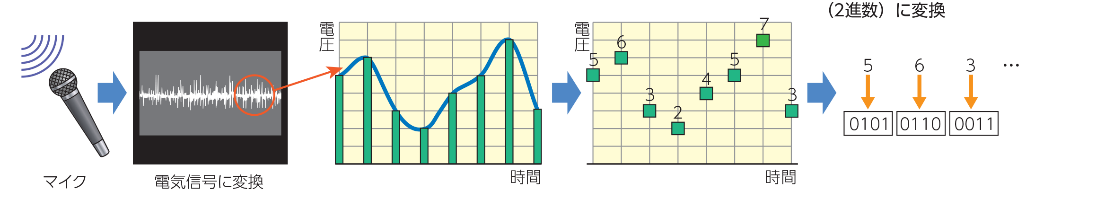 (2進数)に変換
マイク
電気信号に変換
電圧
時間
電圧
5
6
3
2
4
5
7
3
時間
5 6 3 …
0101 0110 0011